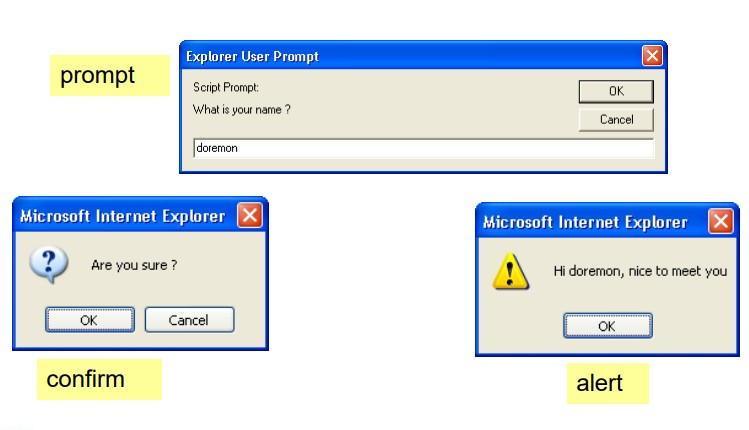 prompt
Explorer User Prompt
Script Prompt:
What is your name ?
OK
Cancel
doremon
Microsoft Internet Explorer
Are you sure ?
OK
Cancel
confirm
Microsoft Internet Explorer
Hi doremon, nice to meet you
OK
alert